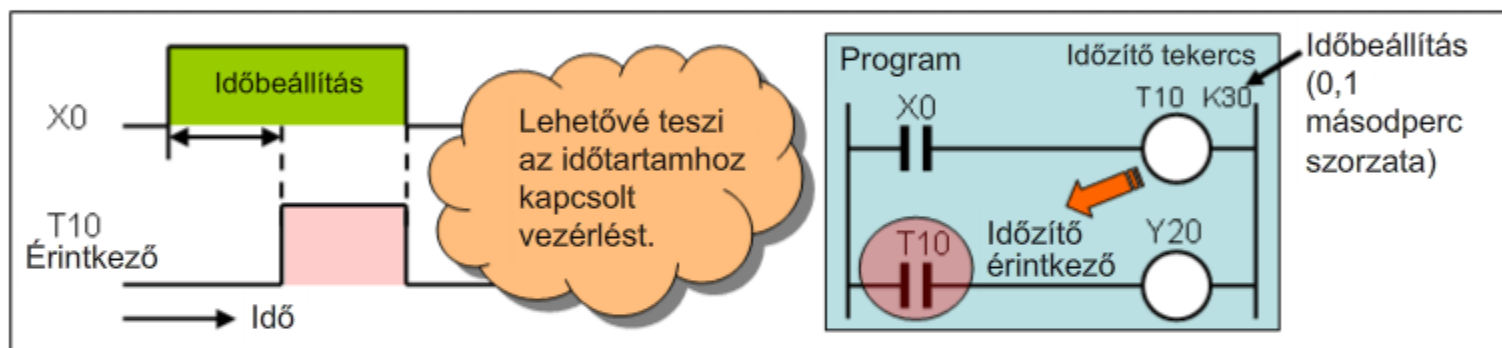 X0
Időbeállítás
T10
Érintkező
Idő
Lehetővé teszi
az időtartamhoz
kapcsolt
vezérlést.
Program
Időzítő tekercs
X0
T10 K30
T10
Időzítő
érintkező
Y20
Időbeállítás
(0,1
másodperc
szorzata)